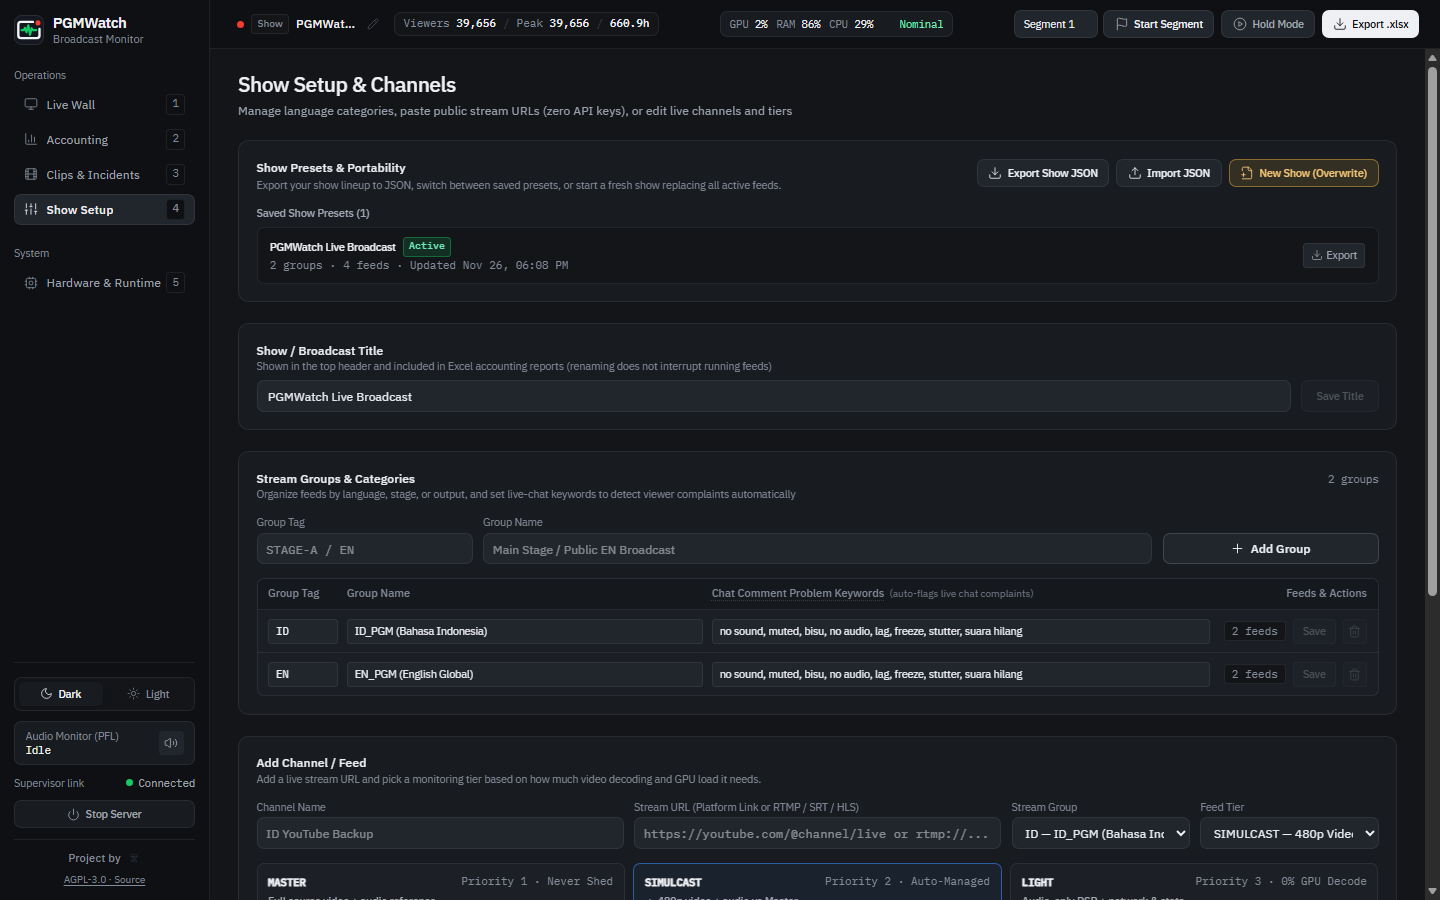 PGMWatch
Broadcast Monitor
Operations
Live Wall 1
Accounting 2
Clips & Incidents 3
Show Setup 4
System
Hardware & Runtime 5
Dark Light
Audio Monitor (PFL)
Idle
Supervisor link Connected
Stop Server
Project by
AGPL-3.0 · Source
Show PGMWat... Viewers 39,656 / Peak 39,656 / 660.9h GPU 2% RAM 86% CPU 29% Nominal Segment 1 Start Segment Hold Mode Export .xlsx
Show Setup & Channels
Manage language categories, paste public stream URLs (zero API keys), or edit live channels and tiers
Show Presets & Portability
Export your show lineup to JSON, switch between saved presets, or start a fresh show replacing all active feeds.
Export Show JSON Import JSON New Show (Overwrite)
Saved Show Presets (1)
PGMWatch Live Broadcast Active
2 groups · 4 feeds · Updated Nov 26, 06:08 PM
Export
Show / Broadcast Title
Shown in the top header and included in Excel accounting reports (renaming does not interrupt running feeds)
PGMWatch Live Broadcast Save Title
Stream Groups & Categories
Organize feeds by language, stage, or output, and set live-chat keywords to detect viewer complaints automatically
2 groups
Group Tag Group Name
STAGE-A / EN Main Stage / Public EN Broadcast + Add Group
Group Tag Group Name Chat Comment Problem Keywords (auto-flags live chat complaints) Feeds & Actions
ID ID_PGM (Bahasa Indonesia) no sound, muted, bisu, no audio, lag, freeze, stutter, suara hilang 2 feeds Save
EN EN_PGM (English Global) no sound, muted, bisu, no audio, lag, freeze, stutter, suara hilang 2 feeds Save
Add Channel / Feed
Add a live stream URL and pick a monitoring tier based on how much video decoding and GPU load it needs.
Channel Name Stream URL (Platform Link or RTMP / SRT / HLS) Stream Group Feed Tier
ID YouTube Backup https://youtube.com/@channel/live or rtmp://... ID — ID_PGM (Bahasa Inc SIMULCAST — 480p Vide
MASTER Priority 1 · Never Shed SIMULCAST Priority 2 · Auto-Managed LIGHT Priority 3 · 0% GPU Decode